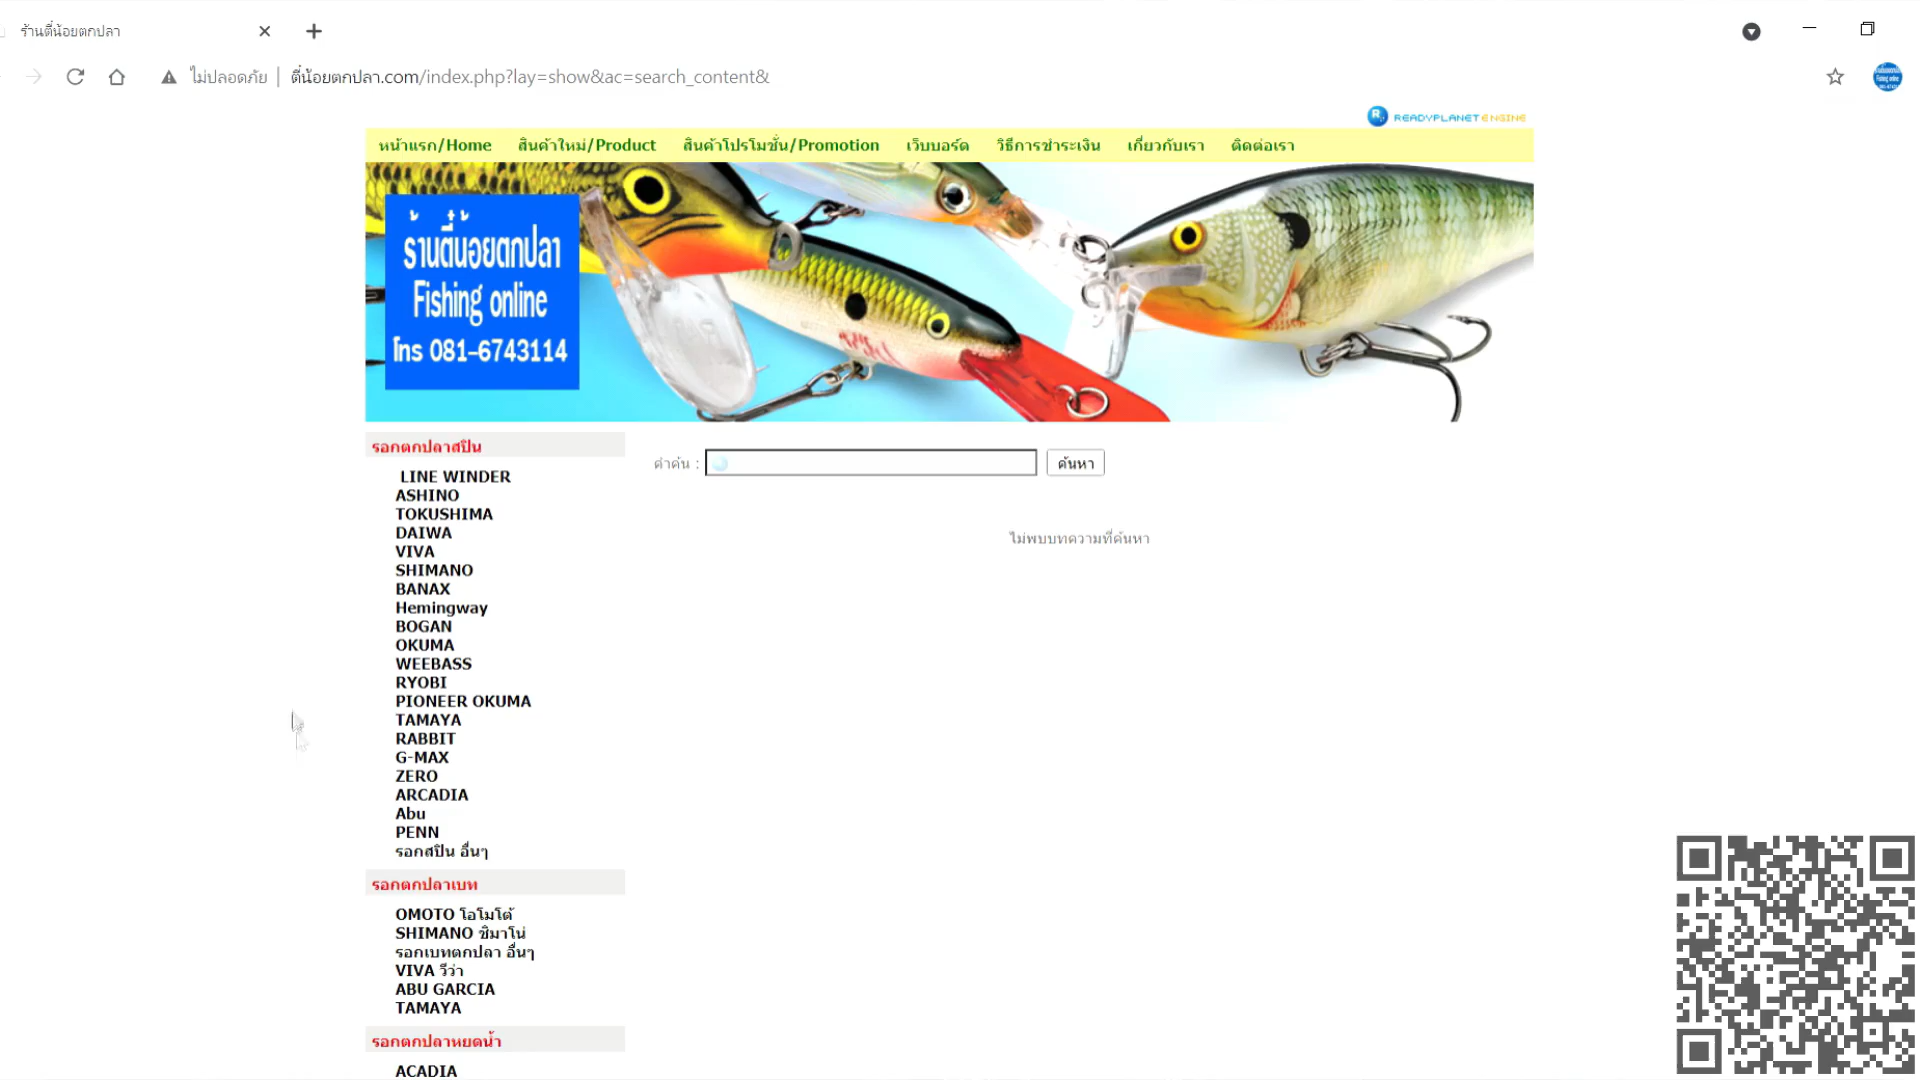 ร้านตี๋น้อยตกปลา
ไม่ปลอดภัย | ตี๋น้อยตกปลา.com/index.php?lay=show&ac=search_content&
READYPLANET ENGINE
หน้าแรก/Home สินค้าใหม่/Product สินค้าโปรโมชั่น/Promotion เว็บบอร์ด วิธีการชำระเงิน เกี่ยวกับเรา ติดต่อเรา
ร้านตี๋น้อยตกปลา
Fishing online
โทร 081-6743114
รอกตกปลาสปิน
LINE WINDER
ASHINO
TOKUSHIMA
DAIWA
VIVA
SHIMANO
BANAX
Hemingway
BOGAN
OKUMA
WEEBASS
RYOBI
PIONEER OKUMA
TAMAYA
RABBIT
G-MAX
ZERO
ARCADIA
Abu
PENN
รอกสปิน อื่นๆ
รอกตกปลาเบท
OMOTO โอโมโต้
SHIMANO ชิมาโน่
รอกเบทตกปลา อื่นๆ
VIVA วีว่า
ABU GARCIA
TAMAYA
รอกตกปลาหยดน้ำ
ACADIA
คำค้น : ค้นหา
ไม่พบบทความที่ค้นหา